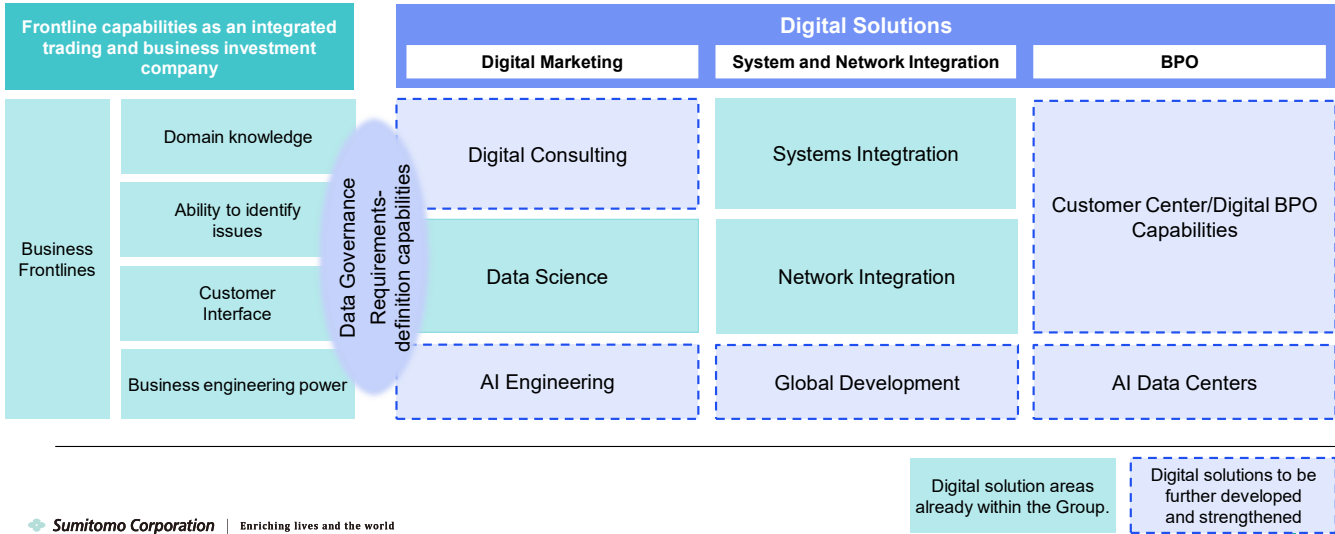 Frontline capabilities as an integrated
trading and business investment
company
Digital Solutions
Digital Marketing
System and Network Integration
BPO
Business
Frontlines
Domain knowledge
Ability to identify
issues
Customer
Interface
Business engineering power
Data Governance
Requirements-
definition capabilities
Digital Consulting
Data Science
AI Engineering
Systems Integtration
Network Integration
Global Development
Customer Center/Digital BPO
Capabilities
AI Data Centers
Digital solution areas
already within the Group.
Digital solutions to be
further developed
and strengthened
Sumitomo Corporation | Enriching lives and the world